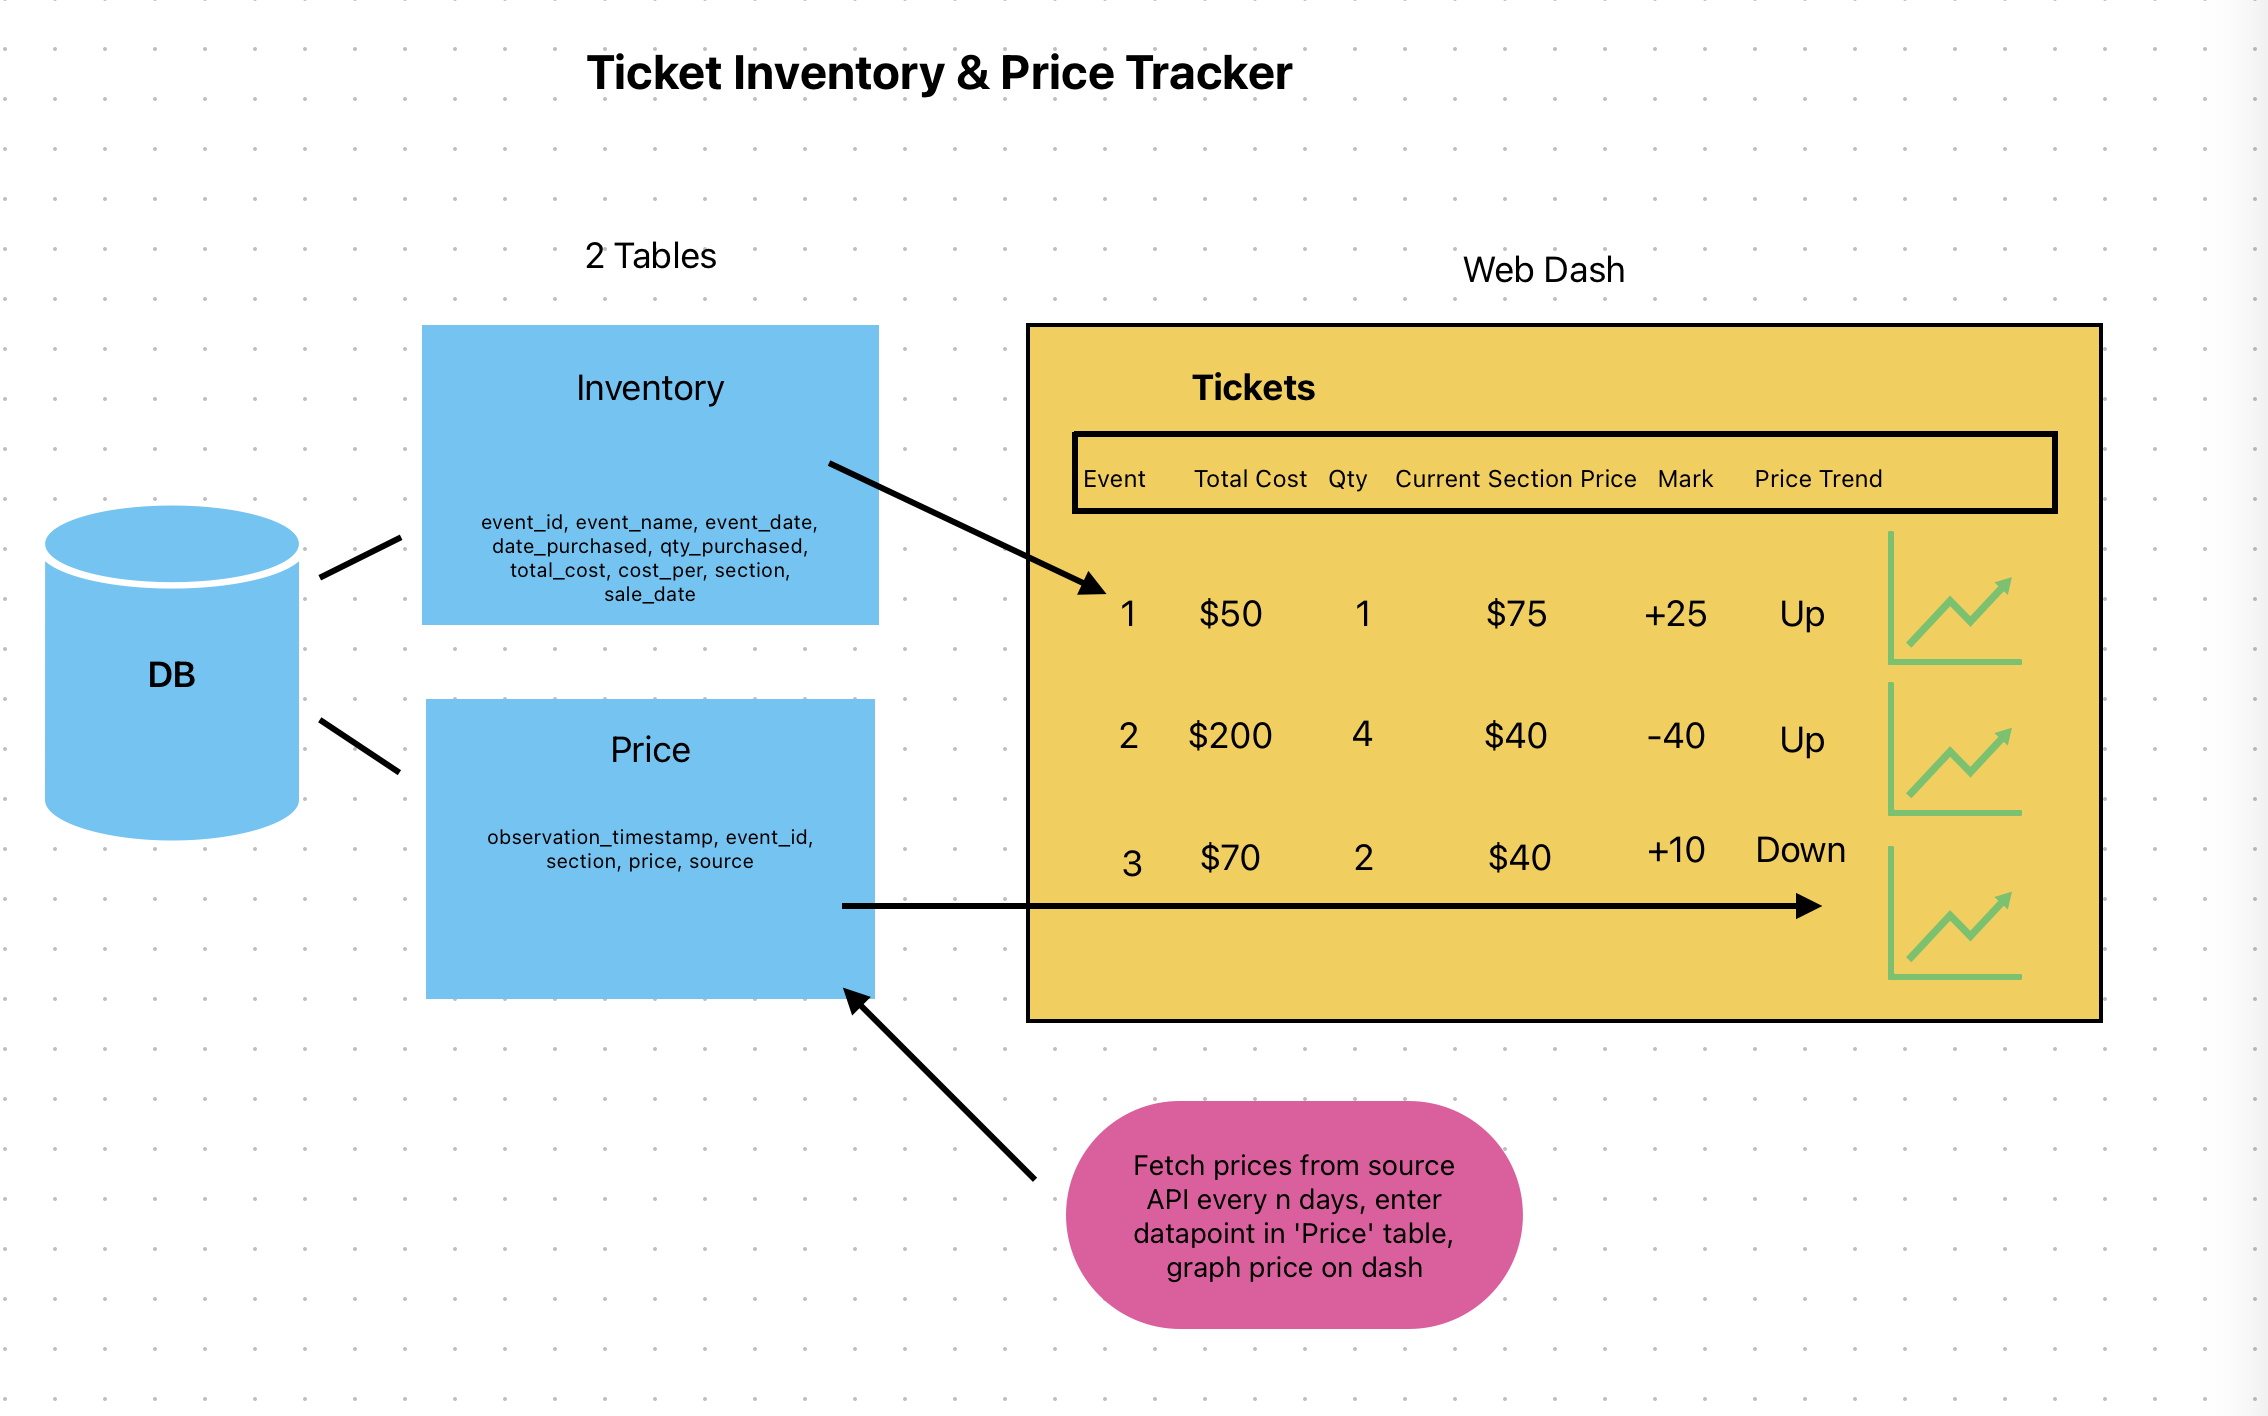 Ticket Inventory & Price Tracker
2 Tables
Web Dash
Inventory
event_id, event_name, event_date,
date_purchased, qty_purchased,
total_cost, cost_per, section,
sale_date
DB
Price
observation_timestamp, event_id,
section, price, source
Tickets
Event Total Cost Qty Current Section Price Mark Price Trend
1 $50 1 $75 +25 Up
2 $200 4 $40 -40 Up
3 $70 2 $40 +10 Down
Fetch prices from source
API every n days, enter
datapoint in 'Price' table,
graph price on dash